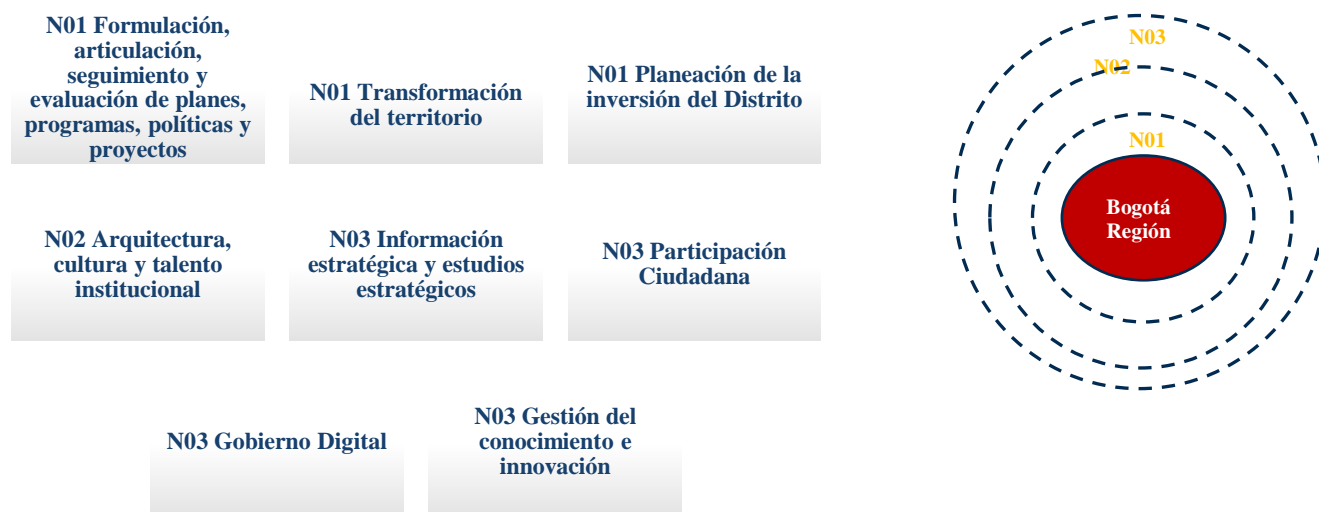 N01 Formulación,
articulación,
seguimiento y
evaluación de planes,
programas, políticas y
proyectos
N01 Transformación
del territorio
N01 Planeación de la
inversión del Distrito
N02 Arquitectura,
cultura y talento
institucional
N03 Información
estratégica y estudios
estratégicos
N03 Participación
Ciudadana
N03 Gobierno Digital
N03 Gestión del
conocimiento e
innovación
N03
N02
N01
Bogotá
Región